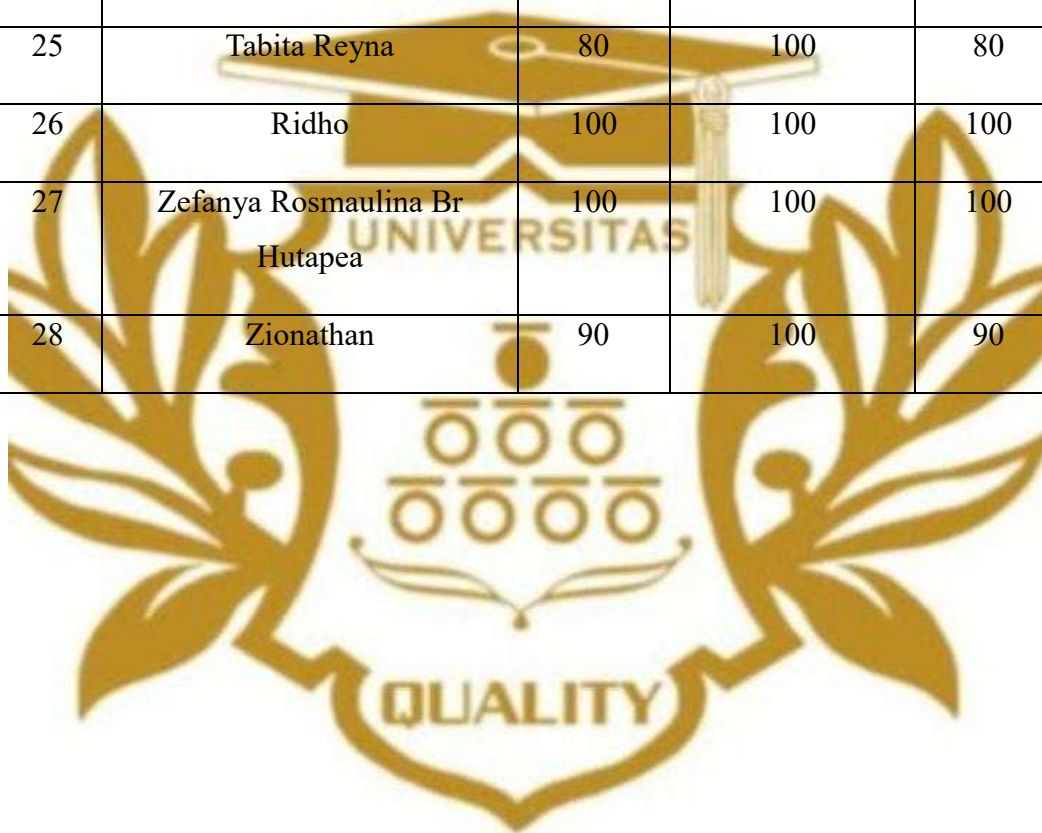 25 Tabita Reyna 80 100 80
26 Ridho 100 100 100
27 Zefanya Rosmaulina Br 100 100 100
Hutapea
UNIVERSITAS
28 Zionathan 90 100 90
QUALITY